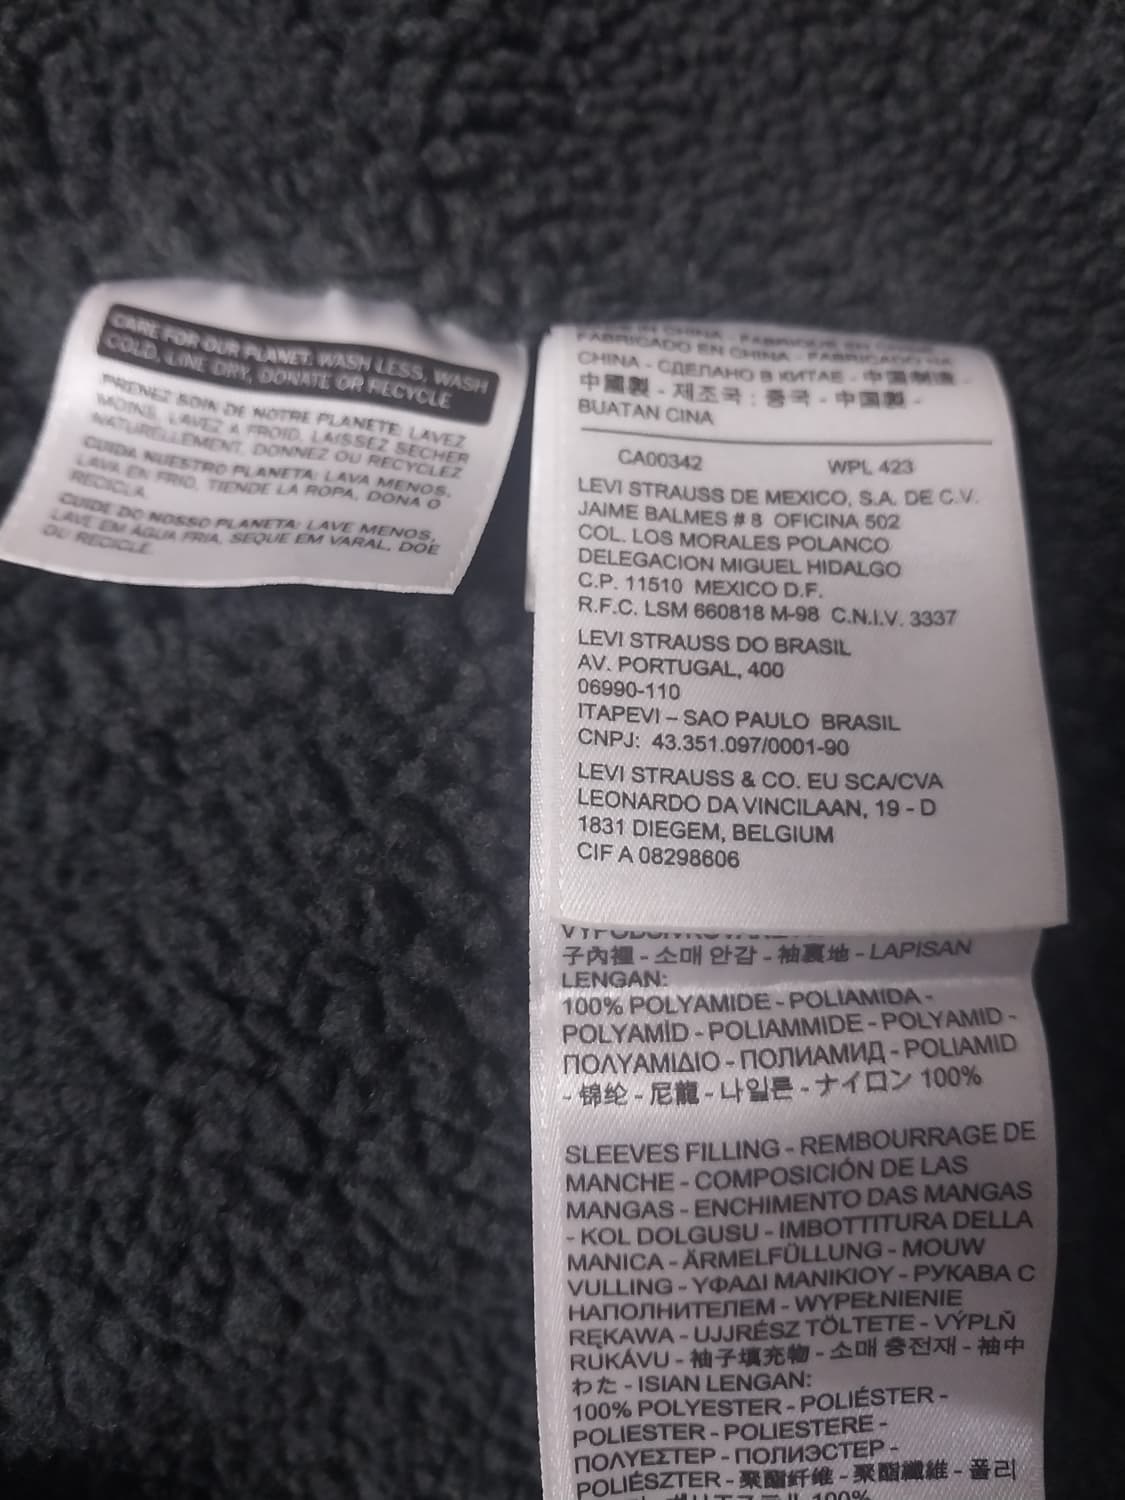 CARE FOR OUR PLANET: WASH LESS, WASH
COLD, LINE DRY, DONATE OR RECYCLE
PRENEZ SOIN DE NOTRE PLANETE: LAVEZ
MOINS, LAVEZ A FROID, LAISSEZ SECHER
NATURELLEMENT, DONNEZ OU RECYCLEZ
CUIDA NUESTRO PLANETA: LAVA MENOS,
LAVA EN FRIO, TIENDE LA ROPA, DONA O
RECICLA.
CUIDE DO NOSSO PLANETA: LAVE MENOS,
LAVE EM ÁGUA FRIA, SEQUE EM VARAL, DOE
OU RECICLE.
IN CHINA - FABRIQUE EN
FABRICADO EN CHINA - FABRICADO NA
CHINA - СДЕЛАНО В КИТАЕ - 中国制造 -
中國製 - 제조국 : 중국 - 中国製 -
BUATAN CINA
CA00342 WPL 423
LEVI STRAUSS DE MEXICO, S.A. DE C.V.
JAIME BALMES # 8 OFICINA 502
COL. LOS MORALES POLANCO
DELEGACION MIGUEL HIDALGO
C.P. 11510 MEXICO D.F.
R.F.C. LSM 660818 M-98 C.N.I.V. 3337
LEVI STRAUSS DO BRASIL
AV. PORTUGAL, 400
06990-110
ITAPEVI – SAO PAULO BRASIL
CNPJ: 43.351.097/0001-90
LEVI STRAUSS & CO. EU SCA/CVA
LEONARDO DA VINCILAAN, 19 - D
1831 DIEGEM, BELGIUM
CIF A 08298606
子內裡 - 소매 안감 - 袖裏地 - LAPISAN
LENGAN:
100% POLYAMIDE - POLIAMIDA -
POLYAMİD - POLIAMMIDE - POLYAMID -
ΠΟΛΥΑΜΙΔΙΟ - ПОЛИАМИД - POLIAMID
- 锦纶 - 尼龍 - 나일론 - ナイロン 100%
SLEEVES FILLING - REMBOURRAGE DE
MANCHE - COMPOSICIÓN DE LAS
MANGAS - ENCHIMENTO DAS MANGAS
- KOL DOLGUSU - IMBOTTITURA DELLA
MANICA - ÄRMELFÜLLUNG - MOUW
VULLING - ΥΦΑΔΙ ΜΑΝΙΚΙΟΥ - РУКАВА С
НАПОЛНИТЕЛЕМ - WYPEŁNIENIE
RĘKAWA - UJJRÉSZ TÖLTETE - VÝPLŇ
RUKÁVU - 袖子填充物 - 소매 충전재 - 袖中
わた - ISIAN LENGAN:
100% POLYESTER - POLIÉSTER -
POLIESTER - POLIESTERE -
ΠΟΛΥΕΣΤΕΡ - ПОЛИЭСТЕР -
POLIÉSZTER - 聚酯纤维 - 聚酯纖維 - 폴리
100%